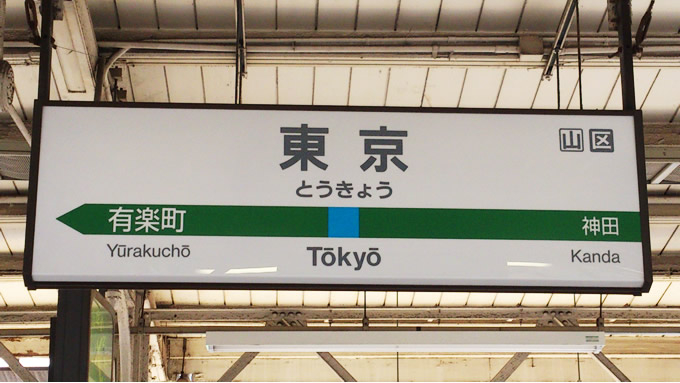 東京
山 区
とうきょう
有楽町
神田
Yūrakuchō
Tōkyō
Kanda